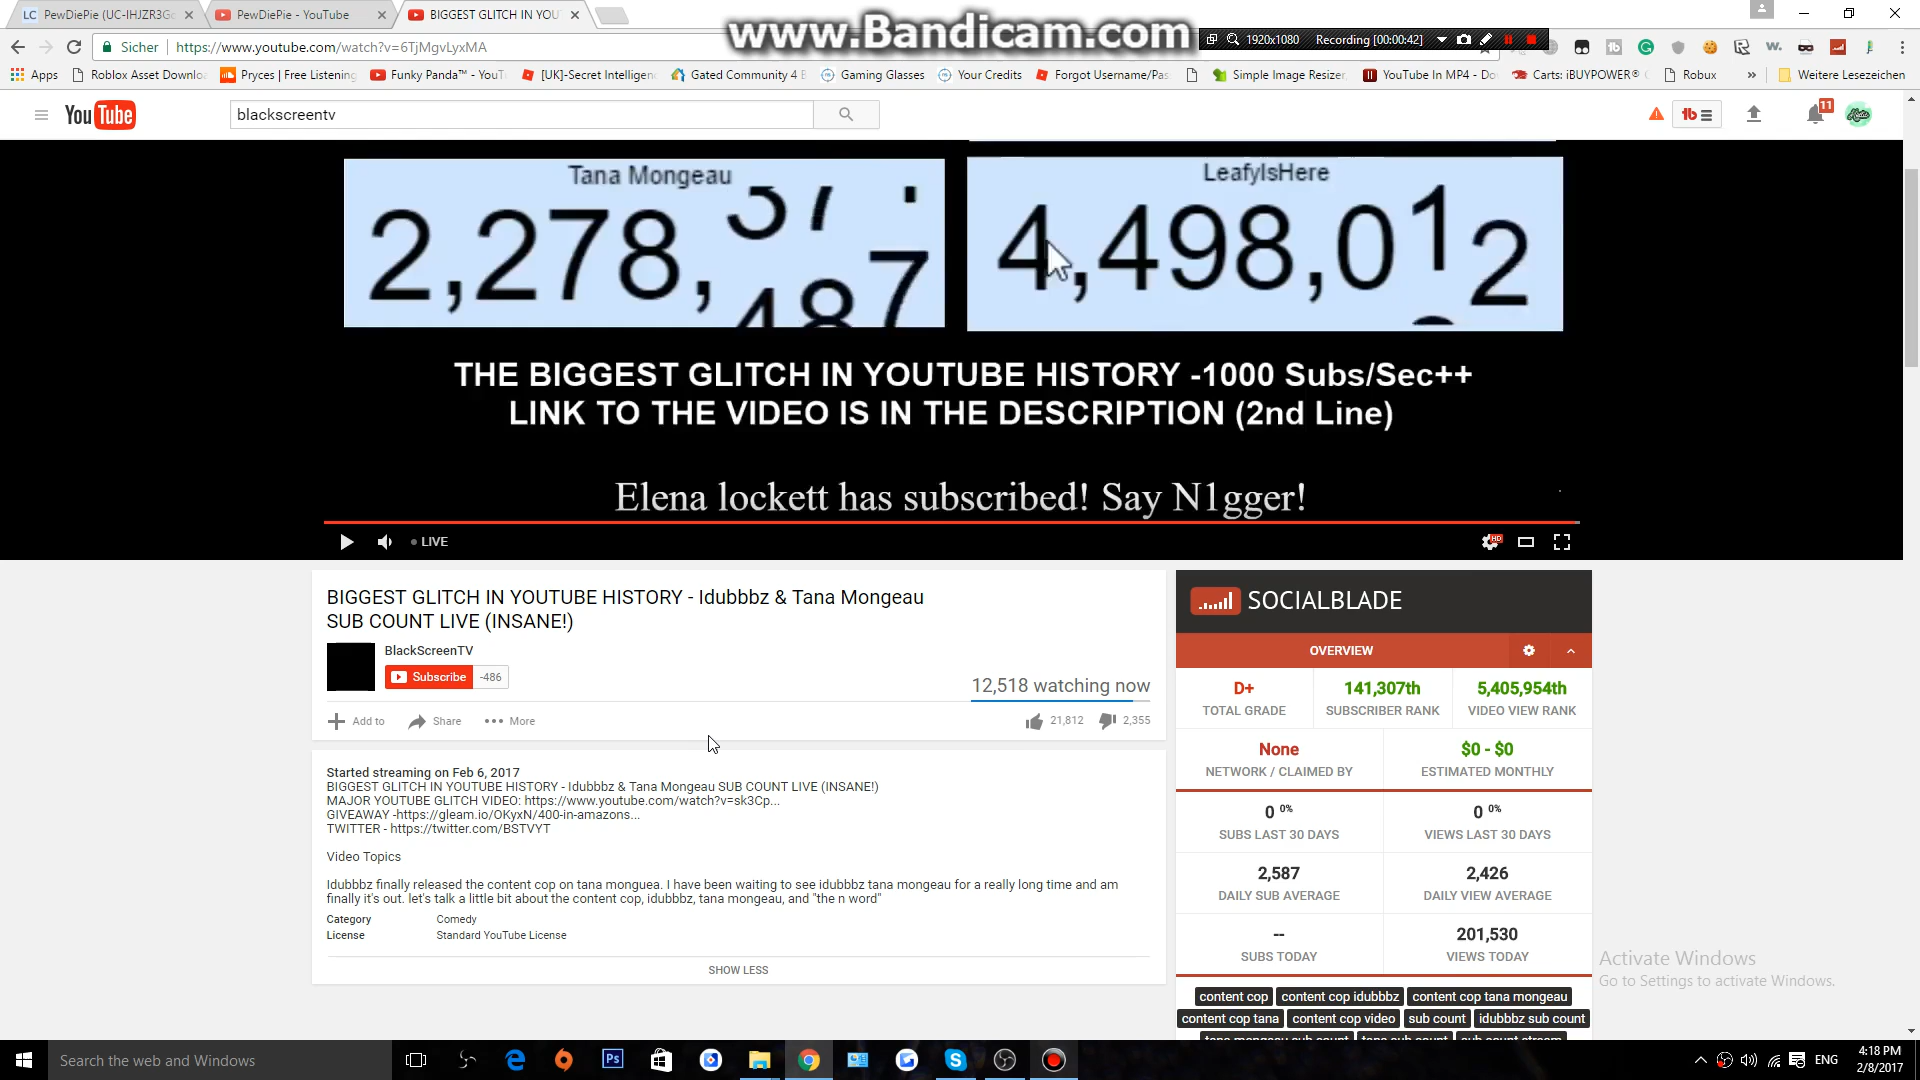 PewDiePie (UC-lHJZR3Gc
PewDiePie - YouTube
BIGGEST GLITCH IN YOU
www.Bandicam.com
1920x1080 Recording [00:00:42]
Sicher https://www.youtube.com/watch?v=6TjMgvLyxMA
Apps Roblox Asset Downlo Pryces | Free Listening Funky Panda™ - YouT [UK]-Secret Intelligen Gated Community 4 B Gaming Glasses Your Credits Forgot Username/Pas Simple Image Resizer YouTube In MP4 - Do Carts: iBUYPOWER® Robux » Weitere Lesezeichen
YouTube blackscreentv 11
Tana Mongeau
2,278, 487
LeafyIsHere
4,498,012
THE BIGGEST GLITCH IN YOUTUBE HISTORY -1000 Subs/Sec++
LINK TO THE VIDEO IS IN THE DESCRIPTION (2nd Line)
Elena lockett has subscribed! Say N1gger!
LIVE HD
BIGGEST GLITCH IN YOUTUBE HISTORY - Idubbbz & Tana Mongeau
SUB COUNT LIVE (INSANE!)
BlackScreenTV
Subscribe -486
12,518 watching now
Add to Share More 21,812 2,355
Started streaming on Feb 6, 2017
BIGGEST GLITCH IN YOUTUBE HISTORY - Idubbbz & Tana Mongeau SUB COUNT LIVE (INSANE!)
MAJOR YOUTUBE GLITCH VIDEO: https://www.youtube.com/watch?v=sk3Cp...
GIVEAWAY -https://gleam.io/OKyxN/400-in-amazons...
TWITTER - https://twitter.com/BSTVYT
Video Topics
Idubbbz finally released the content cop on tana monguea. I have been waiting to see idubbbz tana mongeau for a really long time and am
finally it's out. let's talk a little bit about the content cop, idubbbz, tana mongeau, and "the n word"
Category Comedy
License Standard YouTube License
SHOW LESS
SOCIALBLADE
OVERVIEW
D+ 141,307th 5,405,954th
TOTAL GRADE SUBSCRIBER RANK VIDEO VIEW RANK
None $0 - $0
NETWORK / CLAIMED BY ESTIMATED MONTHLY
0 0% 0 0%
SUBS LAST 30 DAYS VIEWS LAST 30 DAYS
2,587 2,426
DAILY SUB AVERAGE DAILY VIEW AVERAGE
-- 201,530
SUBS TODAY VIEWS TODAY
content cop content cop idubbbz content cop tana mongeau
content cop tana content cop video sub count idubbbz sub count
tana mongeau sub count tana sub count sub count stream
Activate Windows
Go to Settings to activate Windows.
Search the web and Windows
ENG
4:18 PM
2/8/2017